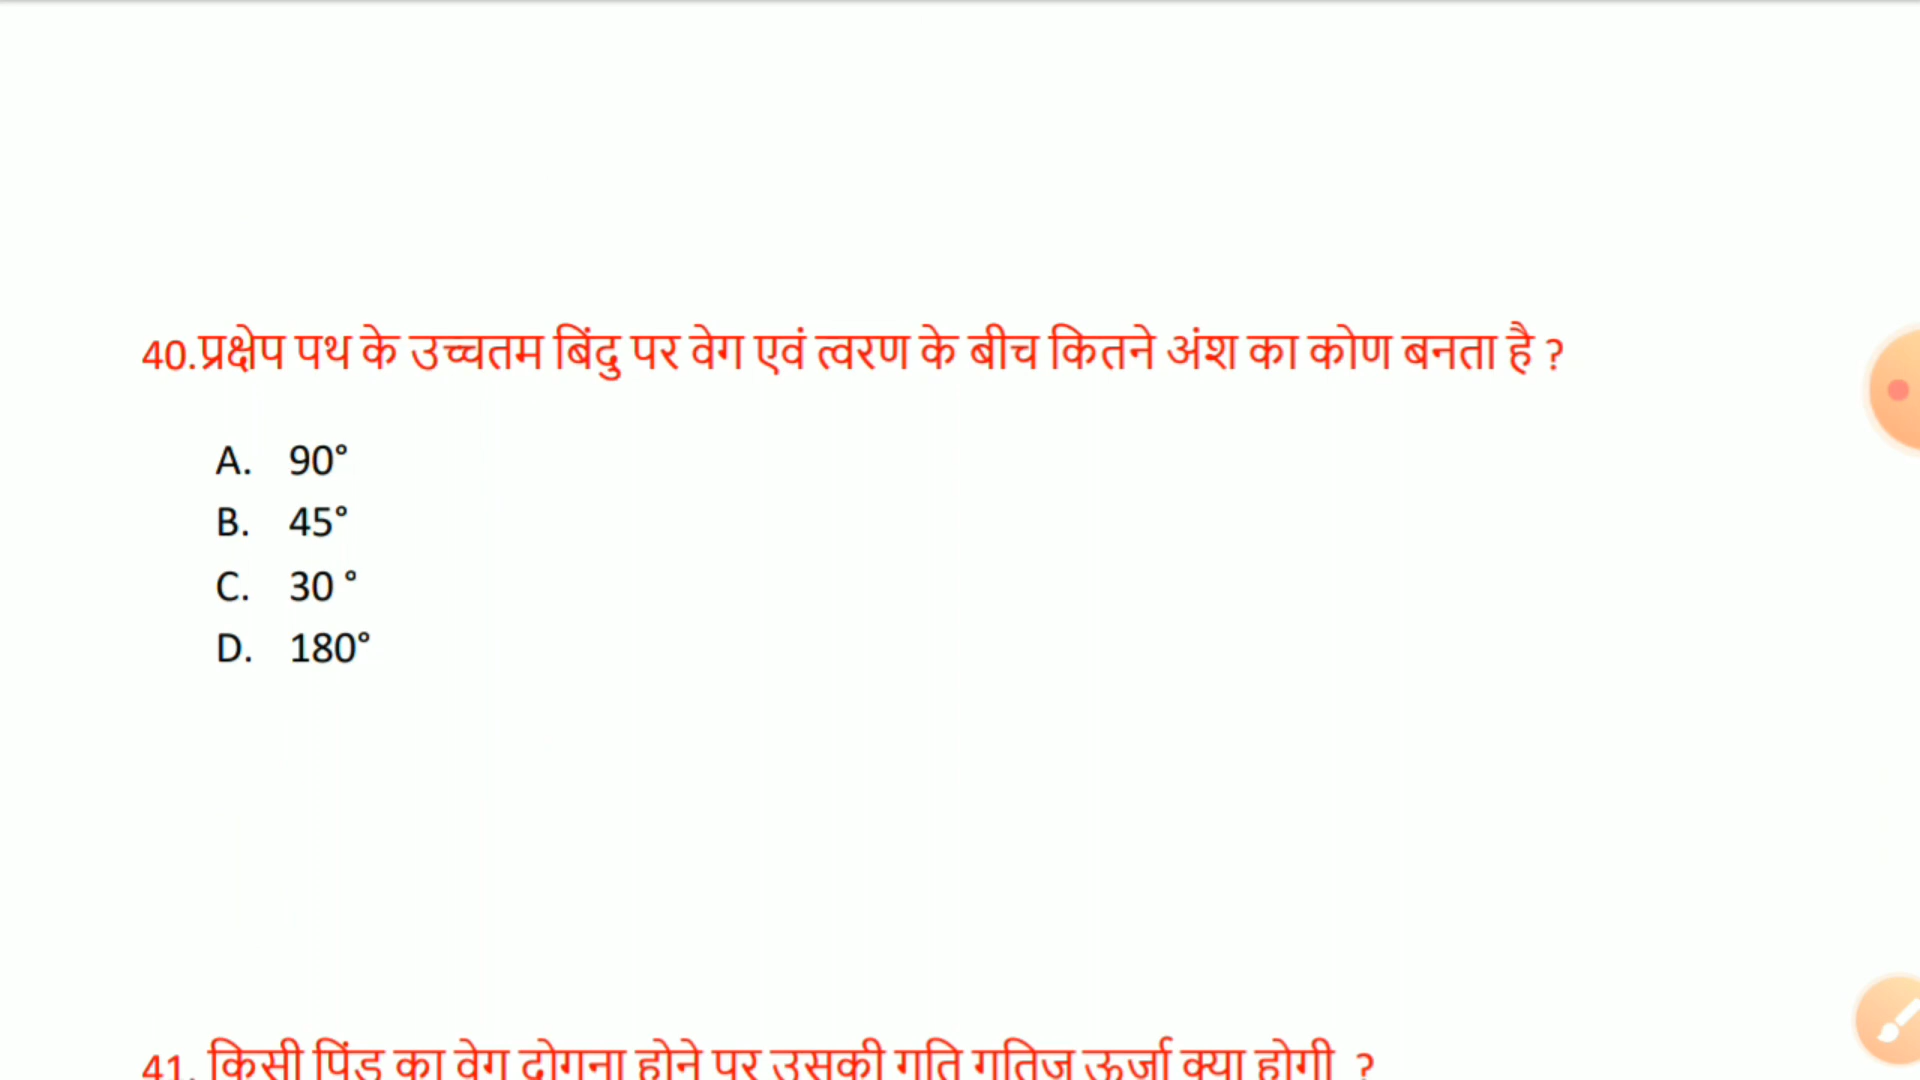 40.प्रक्षेप पथ के उच्चतम बिंदु पर वेग एवं त्वरण के बीच कितने अंश का कोण बनता है ?
A. 90°
B. 45°
C. 30 °
D. 180°
41. किसी पिंड का वेग दोगुना होने पर उसकी गति गतिज ऊर्जा क्या होगी ?